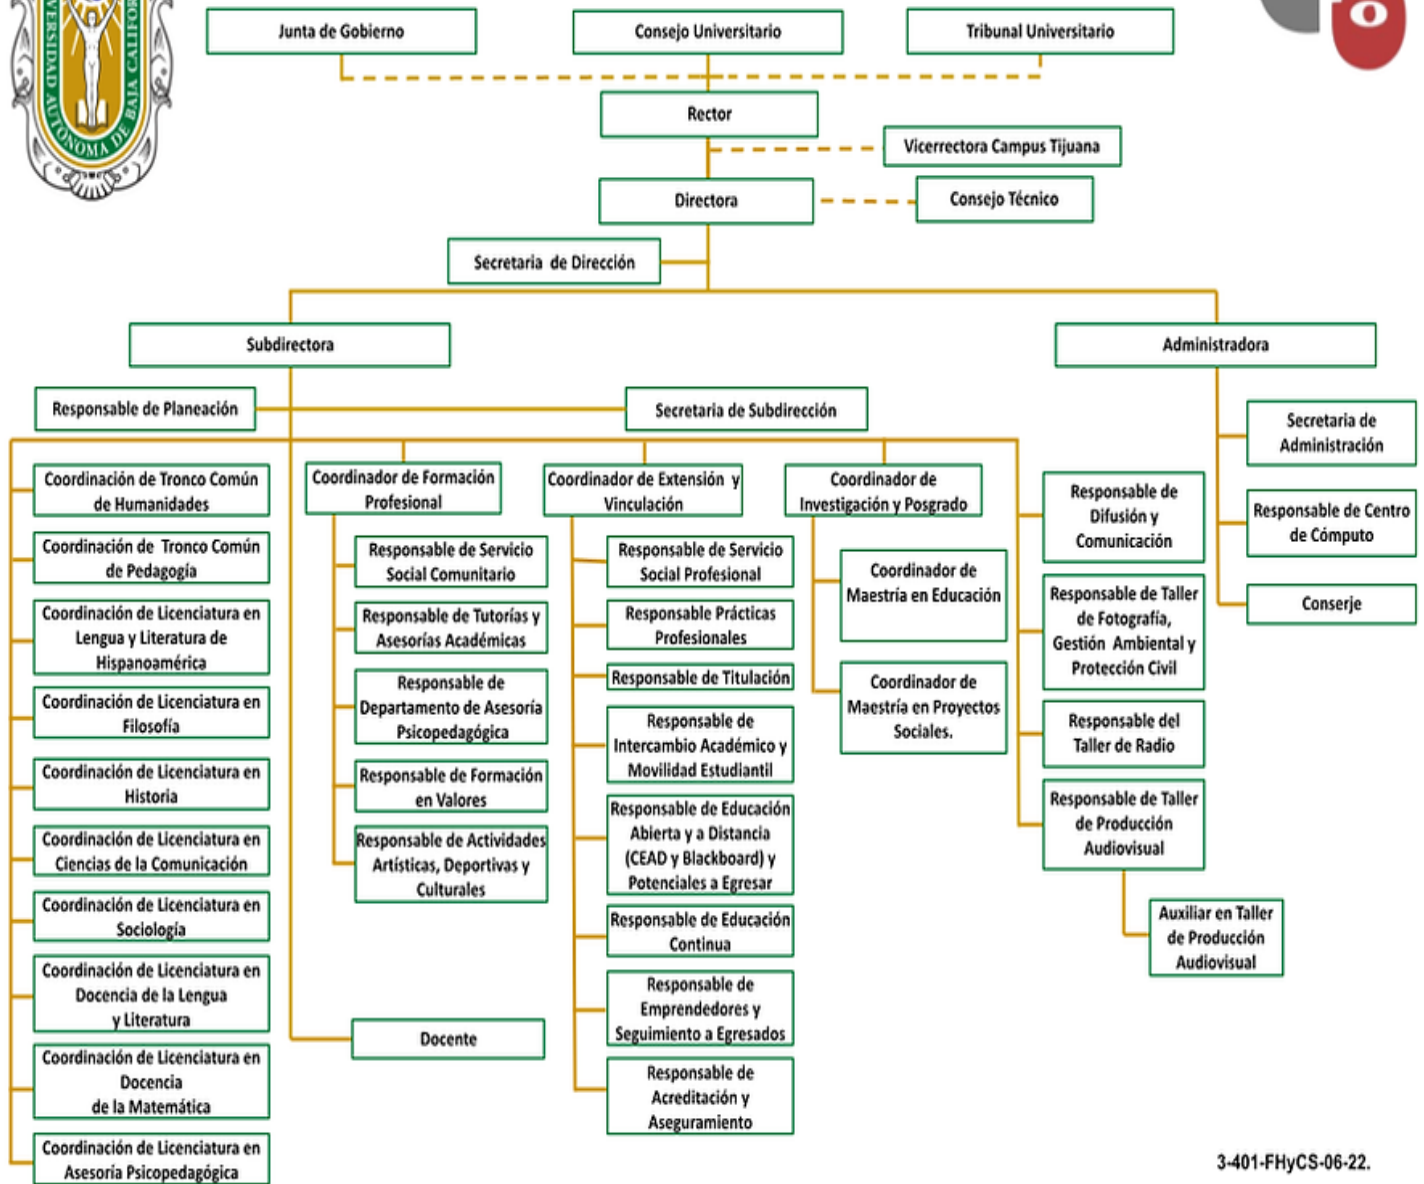 VERSIDAD AUTÓNOMA DE BAJA CALIFOR
Junta de Gobierno
Consejo Universitario
Tribunal Universitario
Rector
Vicerrectora Campus Tijuana
Directora
Consejo Técnico
Secretaria de Dirección
Subdirectora
Administradora
Responsable de Planeación
Secretaria de Subdirección
Coordinación de Tronco Común
de Humanidades
Coordinación de Tronco Común
de Pedagogía
Coordinación de Licenciatura en
Lengua y Literatura de
Hispanoamérica
Coordinación de Licenciatura en
Filosofía
Coordinación de Licenciatura en
Historia
Coordinación de Licenciatura en
Ciencias de la Comunicación
Coordinación de Licenciatura en
Sociología
Coordinación de Licenciatura en
Docencia de la Lengua
y Literatura
Coordinación de Licenciatura en
Docencia
de la Matemática
Coordinación de Licenciatura en
Asesoría Psicopedagógica
Coordinador de Formación
Profesional
Responsable de Servicio
Social Comunitario
Responsable de Tutorías y
Asesorías Académicas
Responsable de
Departamento de Asesoría
Psicopedagógica
Responsable de Formación
en Valores
Responsable de Actividades
Artísticas, Deportivas y
Culturales
Docente
Coordinador de Extensión y
Vinculación
Responsable de Servicio
Social Profesional
Responsable Prácticas
Profesionales
Responsable de Titulación
Responsable de
Intercambio Académico y
Movilidad Estudiantil
Responsable de Educación
Abierta y a Distancia
(CEAD y Blackboard) y
Potenciales a Egresar
Responsable de Educación
Continua
Responsable de
Emprendedores y
Seguimiento a Egresados
Responsable de
Acreditación y
Aseguramiento
Coordinador de
Investigación y Posgrado
Coordinador de
Maestría en Educación
Coordinador de
Maestría en Proyectos
Sociales.
Responsable de
Difusión y
Comunicación
Responsable de Taller
de Fotografía,
Gestión Ambiental y
Protección Civil
Responsable del
Taller de Radio
Responsable de Taller
de Producción
Audiovisual
Auxiliar en Taller
de Producción
Audiovisual
Secretaria de
Administración
Responsable de Centro
de Cómputo
Conserje
3-401-FHyCS-06-22.